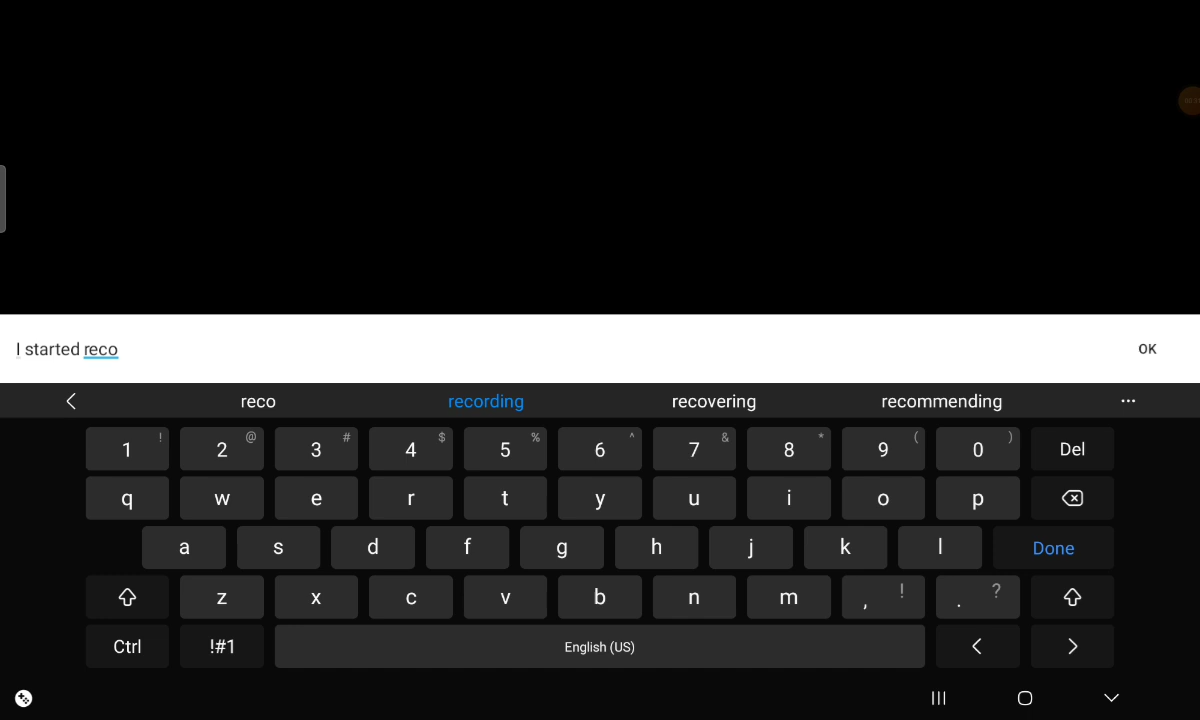 I started reco
OK
reco recording recovering recommending ...
1 ! 2 @ 3 # 4 $ 5 % 6 ^ 7 & 8 * 9 ( 0 ) Del
q w e r t y u i o p
a s d f g h j k l Done
z x c v b n m , ! . ?
Ctrl !#1 English (US) < >